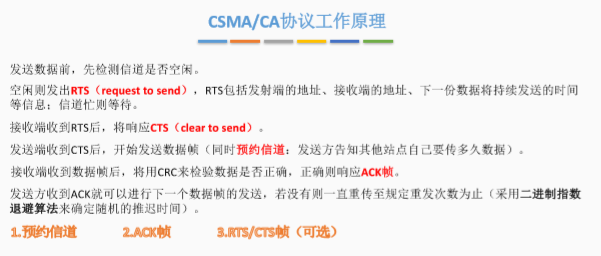 CSMA/CA协议工作原理
发送数据前，先检测信道是否空闲。
空闲则发出RTS（request to send），RTS包括发射端的地址、接收端的地址、下一份数据将持续发送的时间
等信息；信道忙则等待。
接收端收到RTS后，将响应CTS（clear to send）。
发送端收到CTS后，开始发送数据帧（同时预约信道：发送方告知其他站点自己要传多久数据）。
接收端收到数据帧后，将用CRC来检验数据是否正确，正确则响应ACK帧。
发送方收到ACK就可以进行下一个数据帧的发送，若没有则一直重传至规定重发次数为止（采用二进制指数
退避算法来确定随机的推迟时间）。
1.预约信道 2.ACK帧 3.RTS/CTS帧（可选）